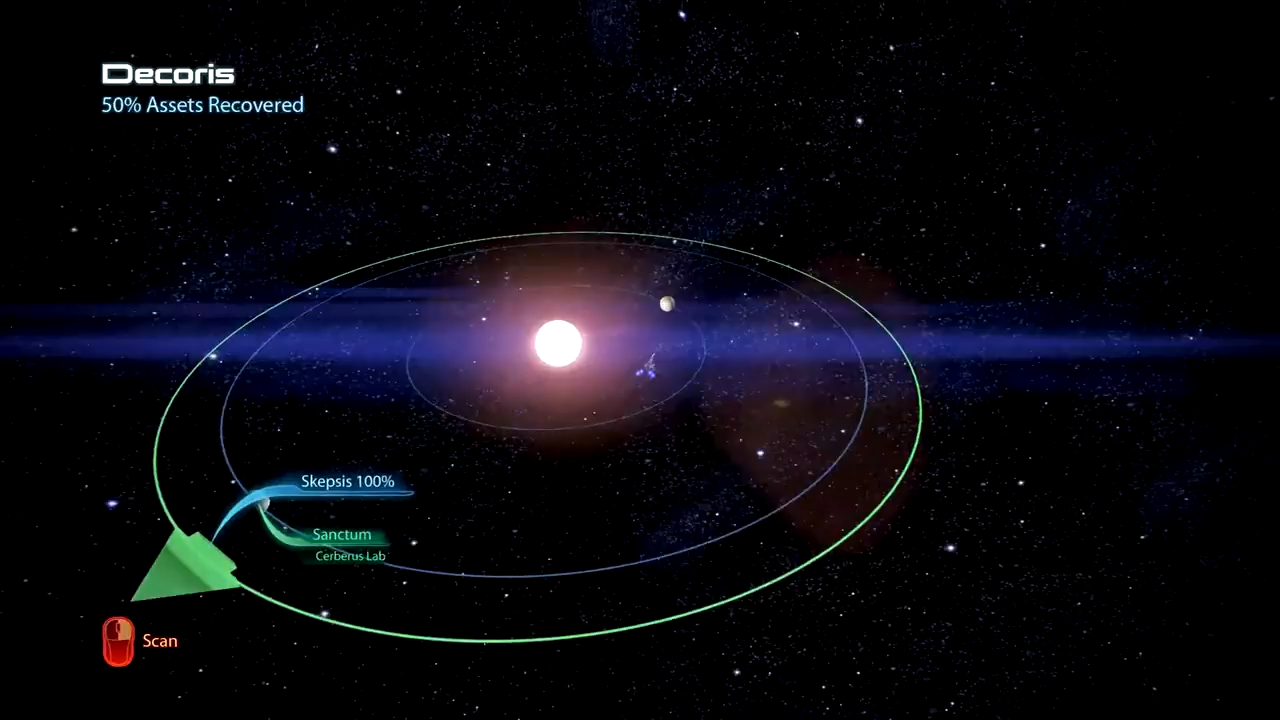 Decoris
50% Assets Recovered
Skepsis 100%
Sanctum
Cerberus Lab
Scan